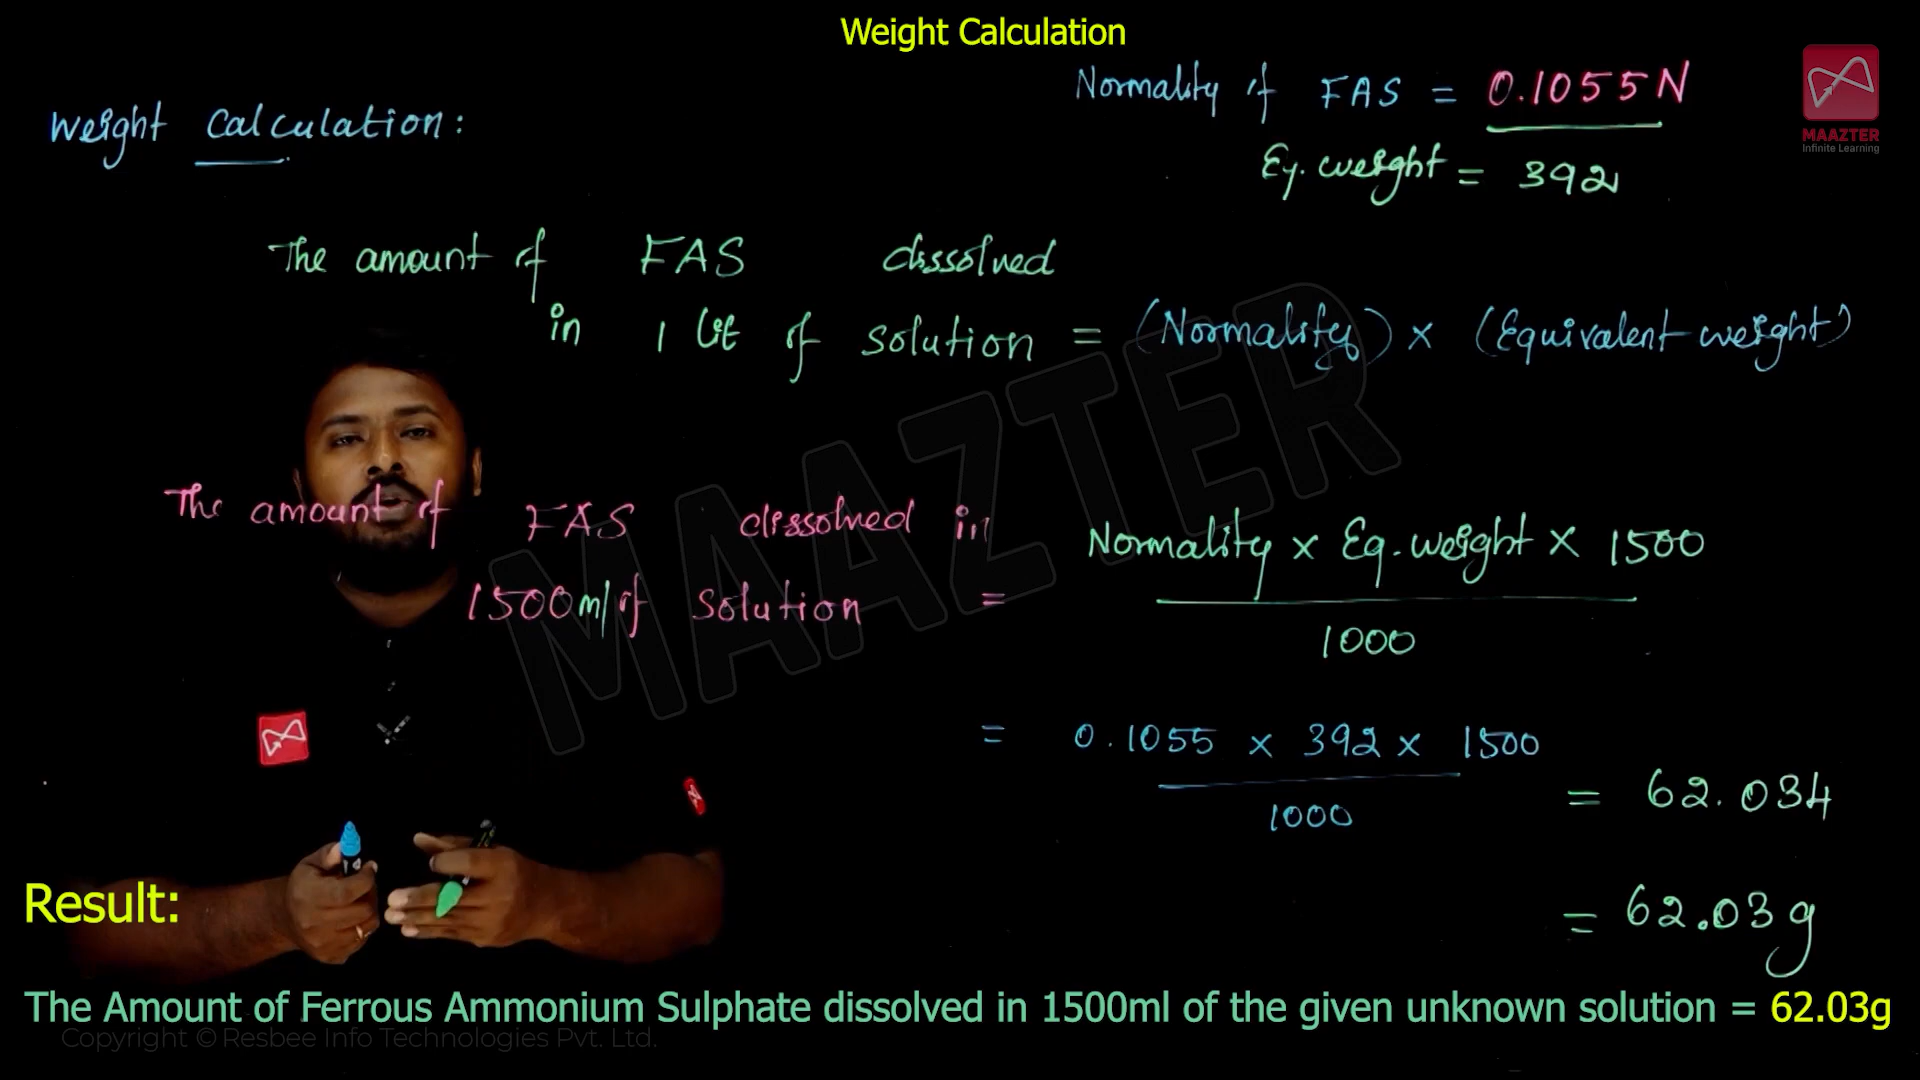 Weight Calculation
MAAZTER
Infinite Learning
Normality of FAS = 0.1055N
Weight Calculation:
Eq. weight = 392
The amount of FAS dissolved
in 1 lit of solution = (Normality) x (Equivalent weight)
The amount of FAS dissolved in
1500ml of solution = Normality x Eq. weight x 1500
1000
= 0.1055 x 392 x 1500
1000
= 62.034
= 62.03g
MAAZTER
Result:
The Amount of Ferrous Ammonium Sulphate dissolved in 1500ml of the given unknown solution = 62.03g
Copyright © Resbee Info Technologies Pvt. Ltd.